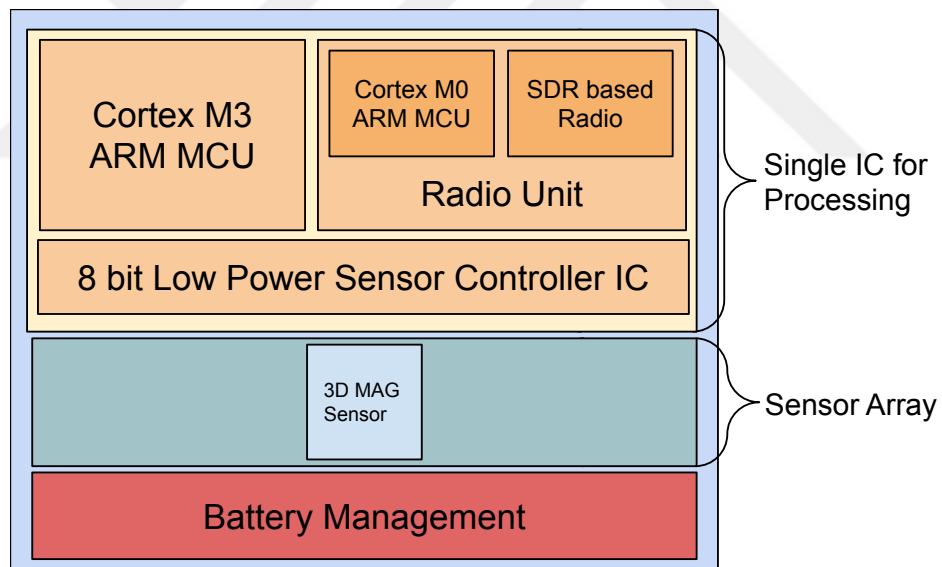 Cortex M3
ARM MCU
Cortex M0
ARM MCU
SDR based
Radio
Radio Unit
8 bit Low Power Sensor Controller IC
Single IC for
Processing
3D MAG
Sensor
Sensor Array
Battery Management